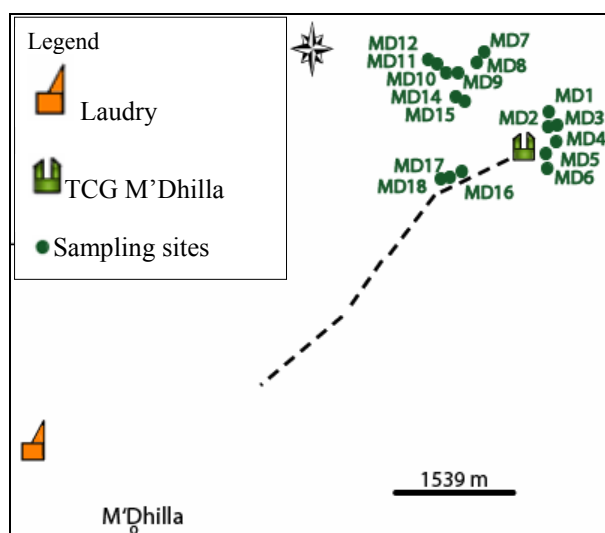 Legend
Laudry
TCG M'Dhilla
Sampling sites
MD7
MD12
MD11
MD8
MD10
MD9
MD14
MD15
MD1
MD2
MD3
MD4
MD5
MD6
MD17
MD18
MD16
1539 m
M'Dhilla